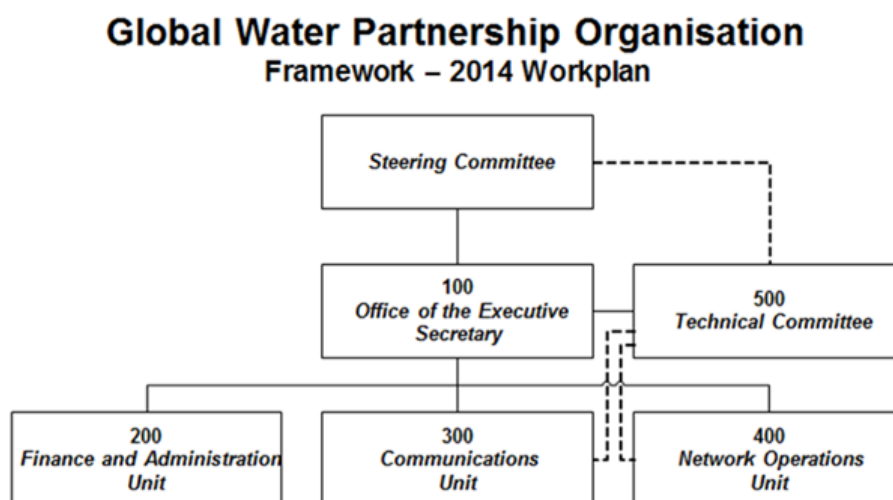 Global Water Partnership Organisation
Framework – 2014 Workplan
Steering Committee
100
Office of the Executive
Secretary
500
Technical Committee
200
Finance and Administration
Unit
300
Communications
Unit
400
Network Operations
Unit